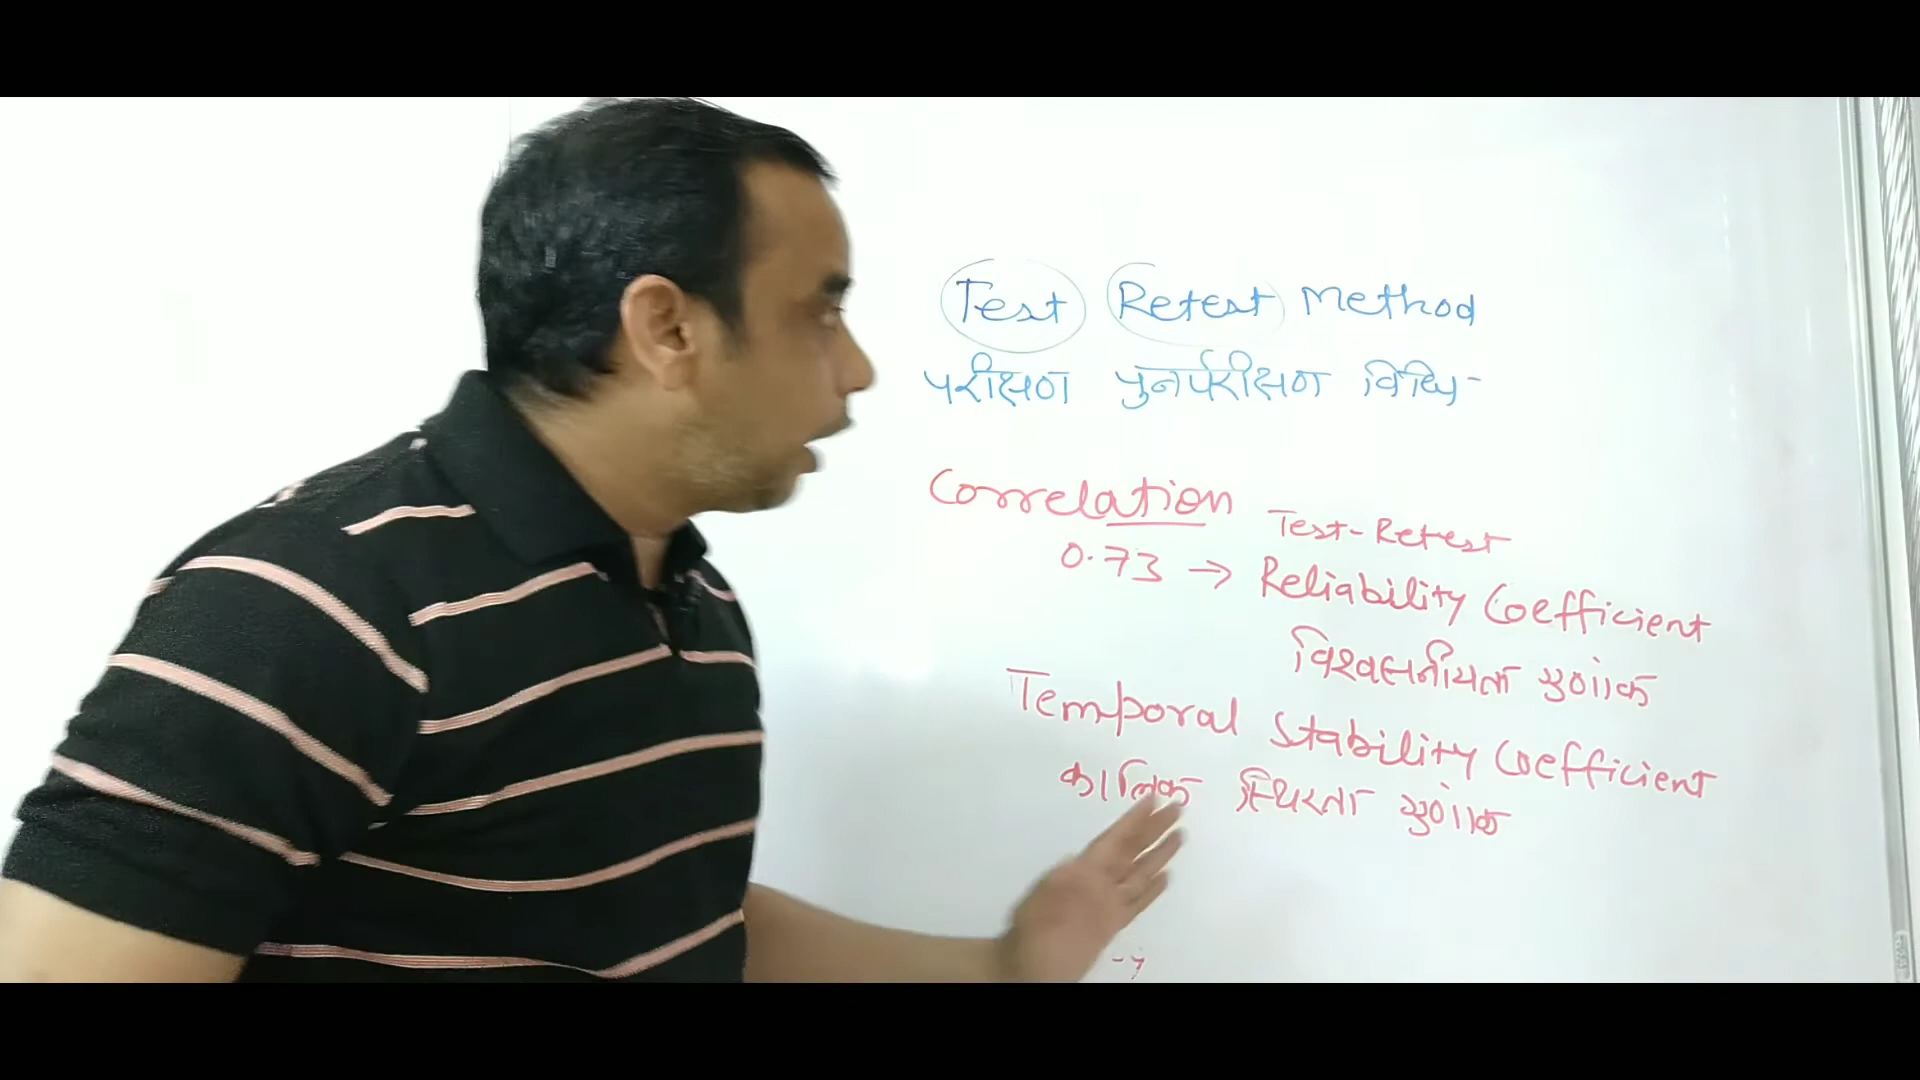 Test Retest Method
परीक्षण पुनर्परीक्षण विधि-
Correlation
Test-Retest
0.73 → Reliability Coefficient
विश्वसनीयता गुणांक
Temporal Stability Coefficient
कालिक स्थिरता गुणांक